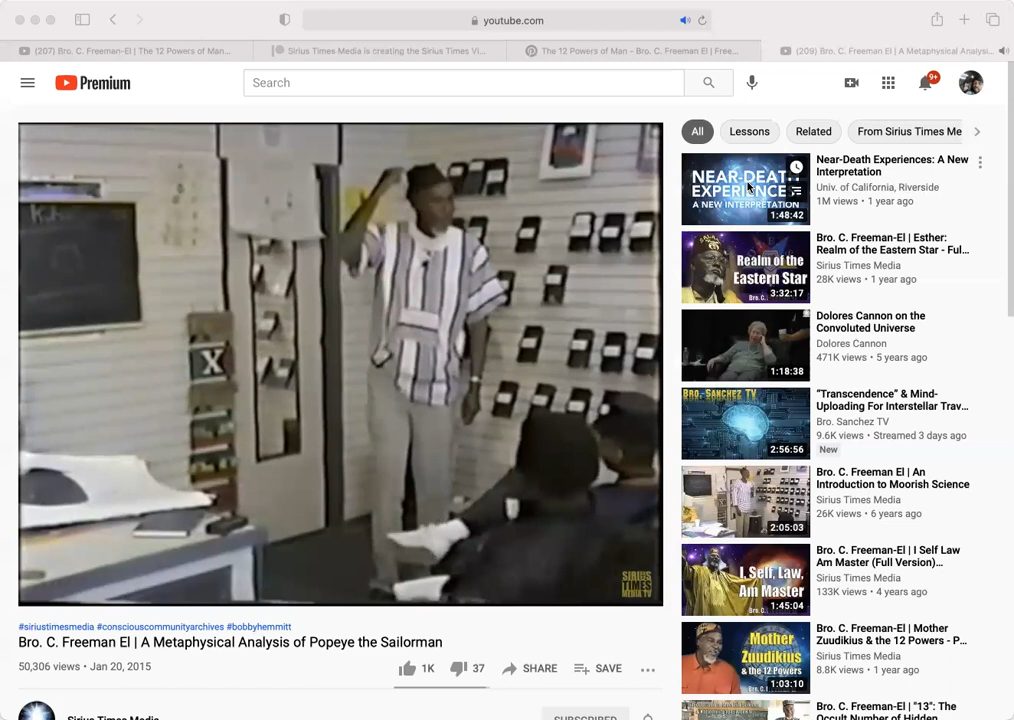 youtube.com
(207) Bro. C. Freeman-El | The 12 Powers of Man...
Sirius Times Media is creating the Sirius Times Vi...
The 12 Powers of Man - Bro. C. Freeman El | Free...
(209) Bro. C. Freeman El | A Metaphysical Analysi...
Premium
Search
9+
All
Lessons
Related
From Sirius Times Me
X
SIRIUS
TIMES
MEDIA TV
NEAR-DEATH
EXPERIENCES
A NEW INTERPRETATION
1:48:42
Near-Death Experiences: A New
Interpretation
Univ. of California, Riverside
1M views • 1 year ago
Realm of the
Eastern Star
Bro. C.
3:32:17
Bro. C. Freeman-El | Esther:
Realm of the Eastern Star - Ful...
Sirius Times Media
28K views • 1 year ago
1:18:38
Dolores Cannon on the
Convoluted Universe
Dolores Cannon
471K views • 5 years ago
BRO. SANCHEZ TV
2:56:56
“Transcendence” & Mind-
Uploading For Interstellar Trav...
Bro. Sanchez TV
9.6K views • Streamed 3 days ago
New
2:05:03
Bro. C. Freeman El | An
Introduction to Moorish Science
Sirius Times Media
26K views • 6 years ago
I, Self, Law,
Am Master
1:45:04
Bro. C. Freeman-El | I Self Law
Am Master (Full Version)...
Sirius Times Media
133K views • 4 years ago
Mother
Zuudikius
& the 12 Powers
Bro. C.
1:03:10
Bro. C. Freeman-El | Mother
Zuudikius & the 12 Powers - P...
Sirius Times Media
8.8K views • 1 year ago
Bro. C. Freeman-El | "13": The
Occult Number of Hidden
#siriustimesmedia #consciouscommunityarchives #bobbyhemmitt
Bro. C. Freeman El | A Metaphysical Analysis of Popeye the Sailorman
50,306 views • Jan 20, 2015
1K
37
SHARE
SAVE
Sirius Times Media
SUBSCRIBED